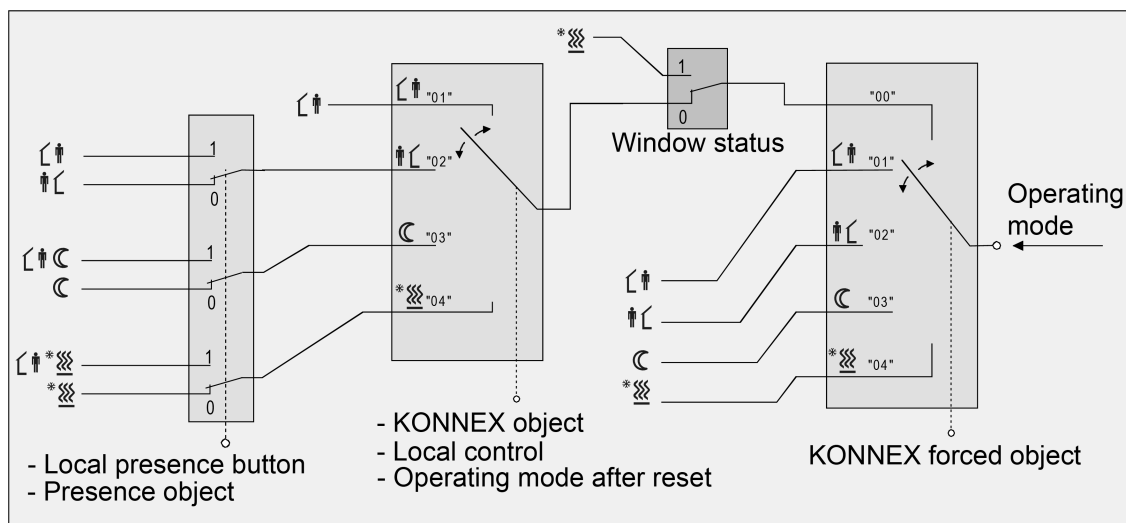 1
0
1
0
1
0
- Local presence button
- Presence object
"01"
"02"
"03"
"04"
- KONNEX object
- Local control
- Operating mode after reset
1
0
Window status
"00"
"01"
"02"
"03"
"04"
KONNEX forced object
Operating
mode